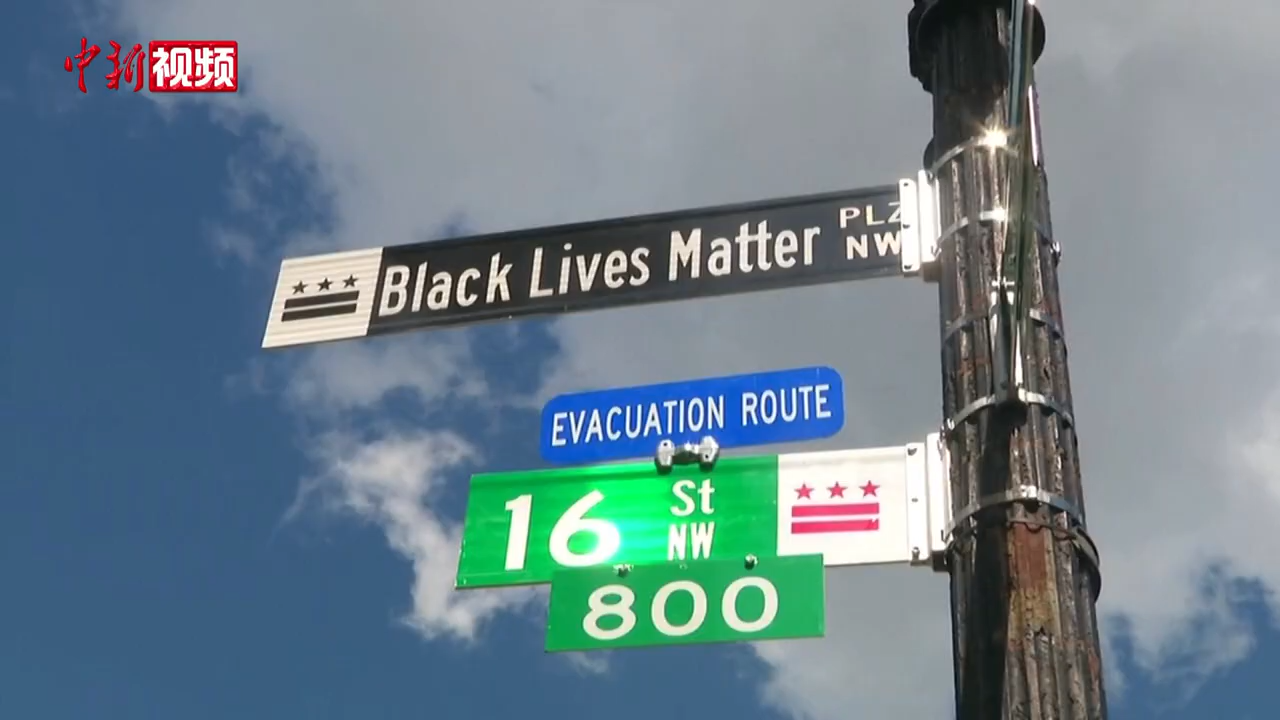 中新视频
Black Lives Matter PLZ NW
EVACUATION ROUTE
16 St NW
800